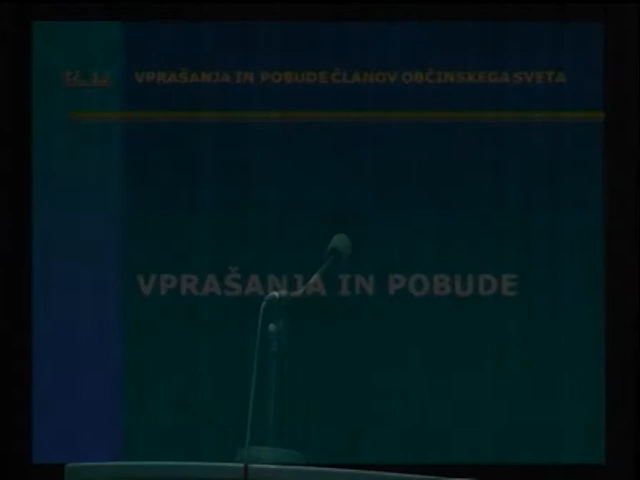 VPRAŠANJA IN POBUDE ČLANOV OBČINSKEGA SVETA
VPRAŠANJA IN POBUDE